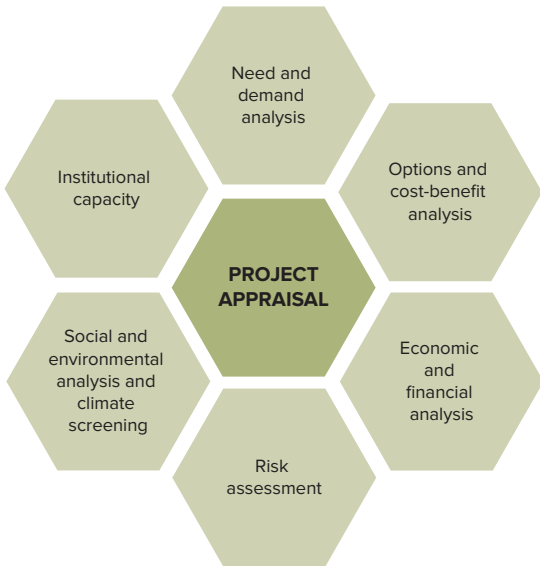 Need and
demand
analysis
Options and
cost-benefit
analysis
Economic
and
financial
analysis
Risk
assessment
Social and
environmental
analysis and
climate
screening
Institutional
capacity
PROJECT
APPRAISAL